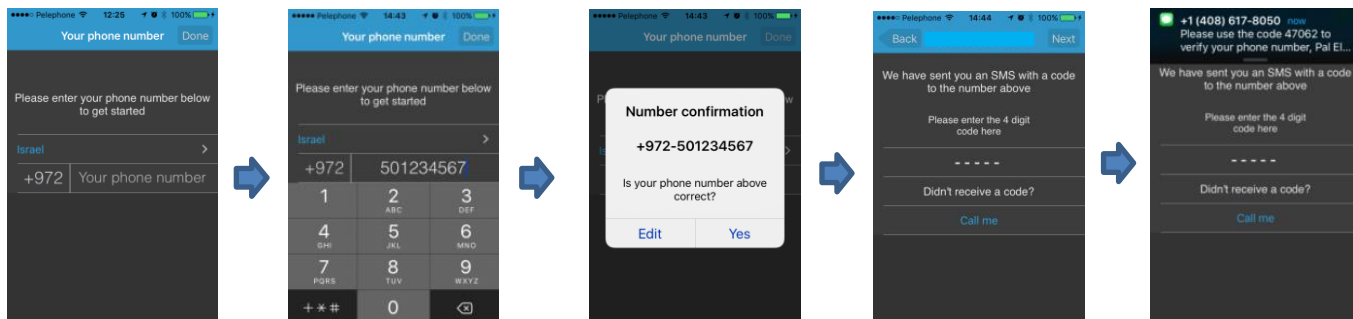 Pelephone 12:25 100%
Your phone number Done
Please enter your phone number below
to get started
Israel
+972 Your phone number
Pelephone 14:43 100%
Your phone number Done
Please enter your phone number below
to get started
Israel
+972 501234567
1 2 3
ABC DEF
4 5 6
GHI JKL MNO
7 8 9
PQRS TUV WXYZ
+*# 0
Pelephone 14:43 100%
Your phone number Done
Number confirmation
+972-501234567
Is your phone number above
correct?
Edit Yes
Pelephone 14:44 100%
Back Next
We have sent you an SMS with a code
to the number above
Please enter the 4 digit
code here
-----
Didn't receive a code?
Call me
+1 (408) 617-8050 now
Please use the code 47062 to
verify your phone number, Pal El...
We have sent you an SMS with a code
to the number above
Please enter the 4 digit
code here
-----
Didn't receive a code?
Call me